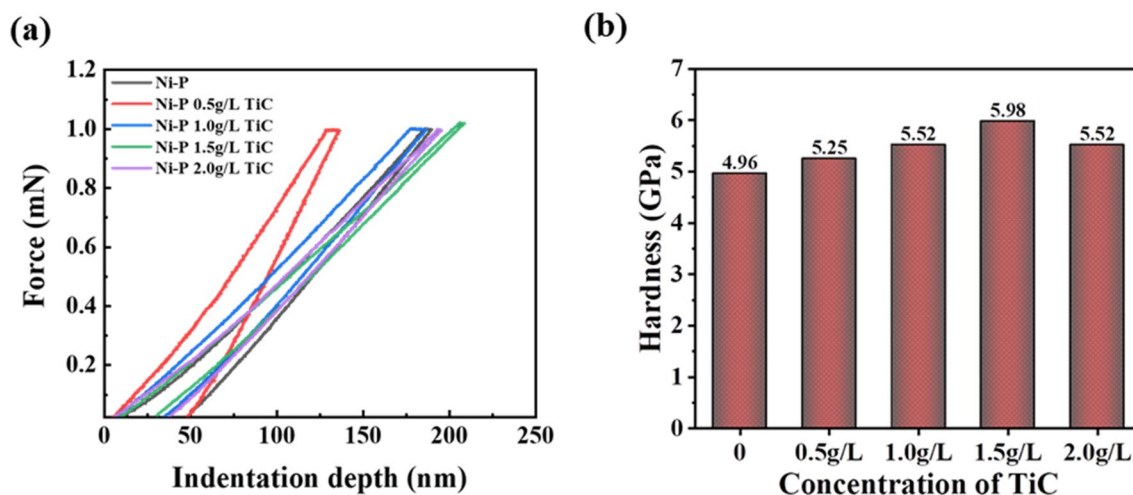 (a)
1.2
1.0
0.8
0.6
0.4
0.2
Force (mN)
Ni-P
Ni-P 0.5g/L TiC
Ni-P 1.0g/L TiC
Ni-P 1.5g/L TiC
Ni-P 2.0g/L TiC
0 50 100 150 200 250
Indentation depth (nm)
(b)
7
6
5
4
3
2
1
0
Hardness (GPa)
4.96 5.25 5.52 5.98 5.52
0 0.5g/L 1.0g/L 1.5g/L 2.0g/L
Concentration of TiC